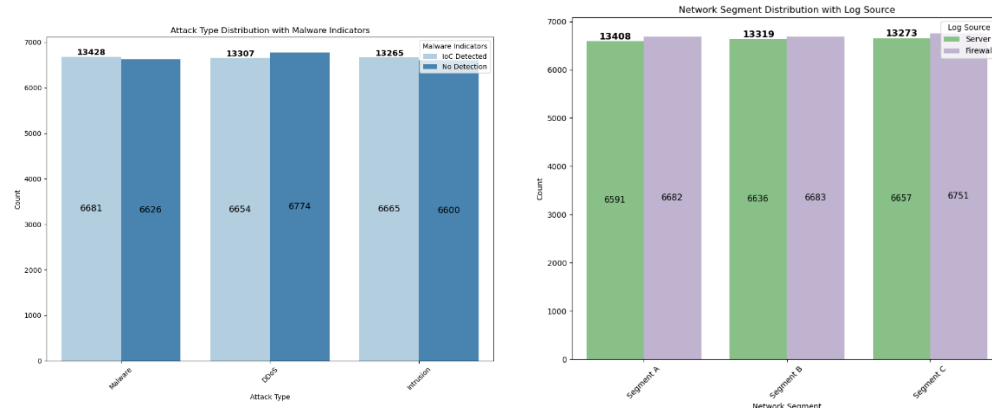 Attack Type Distribution with Malware Indicators
Malware Indicators
IoC Detected
No Detection
13428
13307
13265
7000
6000
5000
4000
3000
2000
1000
0
Count
6681
6626
6654
6774
6665
6600
Malware
DDoS
Intrusion
Attack Type
Network Segment Distribution with Log Source
Log Source
Server
Firewall
13408
13319
13273
7000
6000
5000
4000
3000
2000
1000
0
Count
6591
6682
6636
6683
6657
6751
Segment A
Segment B
Segment C
Network Segment